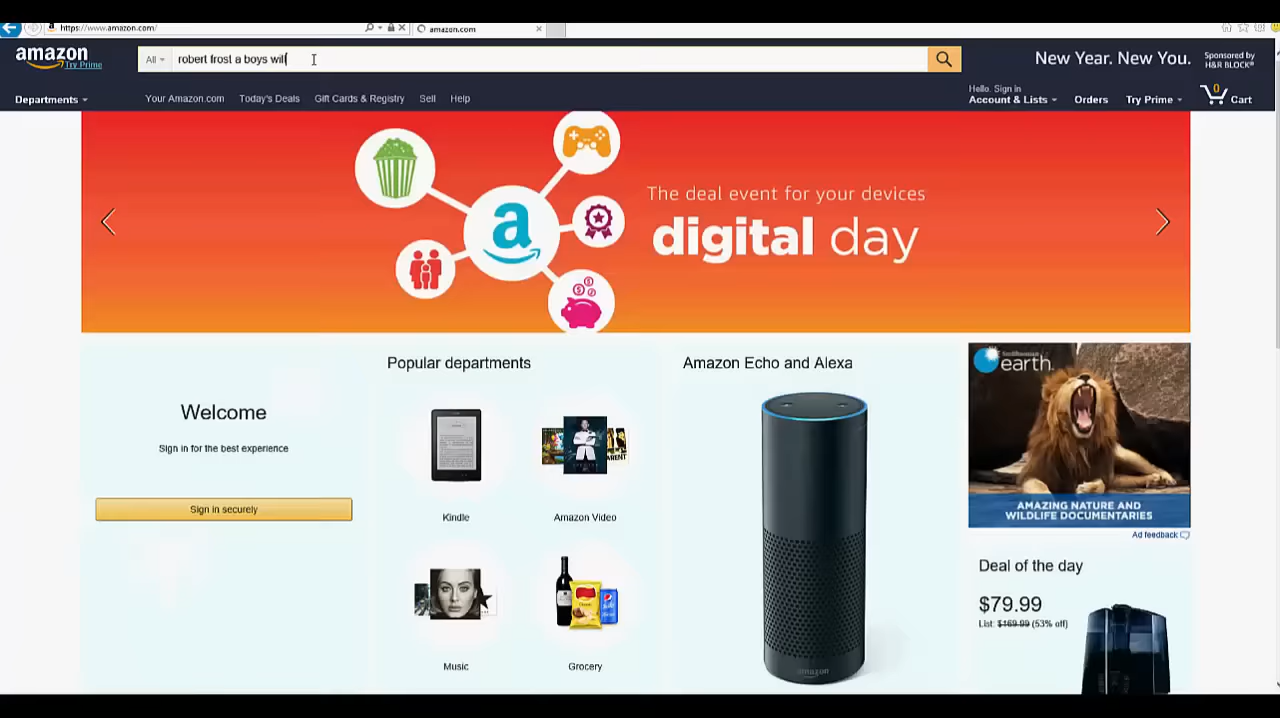 https://www.amazon.com/
amazon.com
amazon
Try Prime
All
robert frost a boys will
New Year. New You.
Sponsored by
H&R BLOCK®
Departments
Your Amazon.com
Today's Deals
Gift Cards & Registry
Sell
Help
Hello. Sign in
Account & Lists
Orders
Try Prime
0
Cart
The deal event for your devices
a
digital day
Welcome
Sign in for the best experience
Sign in securely
Popular departments
Kindle
Amazon Video
Music
Grocery
Amazon Echo and Alexa
amazon
Smithsonian
earth
AMAZING NATURE AND
WILDLIFE DOCUMENTARIES
Ad feedback
Deal of the day
$79.99
List: $169.99 (53% off)